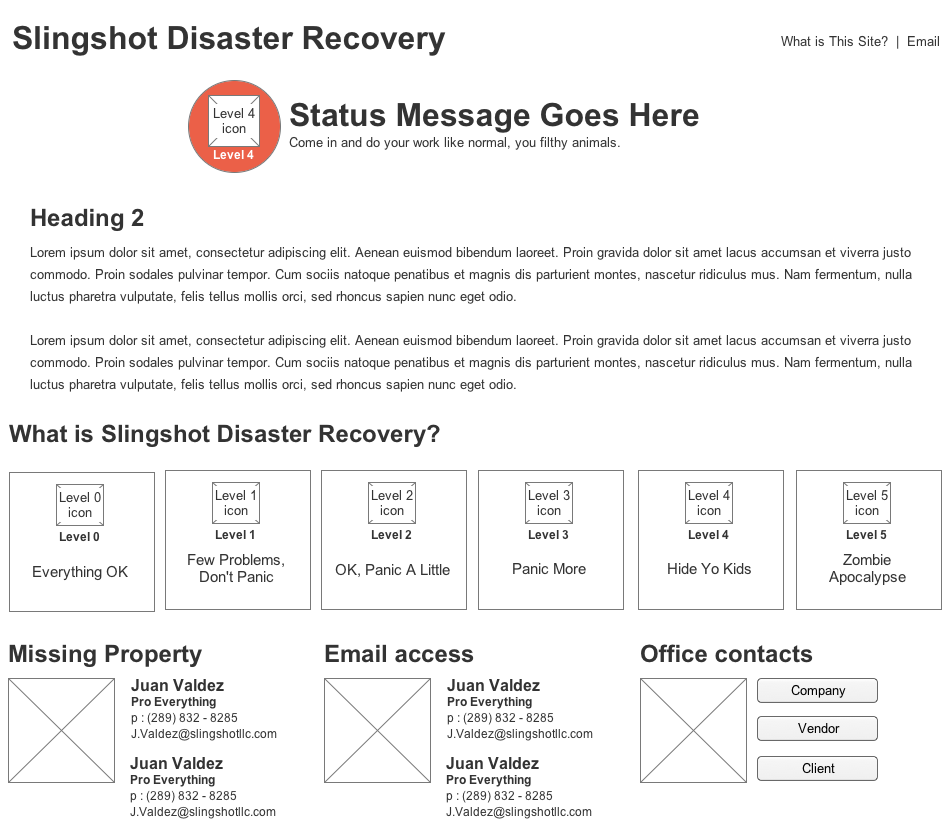 Slingshot Disaster Recovery
What is This Site? | Email
Level 4
icon
Level 4
Status Message Goes Here
Come in and do your work like normal, you filthy animals.
Heading 2
Lorem ipsum dolor sit amet, consectetur adipiscing elit. Aenean euismod bibendum laoreet. Proin gravida dolor sit amet lacus accumsan et viverra justo
commodo. Proin sodales pulvinar tempor. Cum sociis natoque penatibus et magnis dis parturient montes, nascetur ridiculus mus. Nam fermentum, nulla
luctus pharetra vulputate, felis tellus mollis orci, sed rhoncus sapien nunc eget odio.
Lorem ipsum dolor sit amet, consectetur adipiscing elit. Aenean euismod bibendum laoreet. Proin gravida dolor sit amet lacus accumsan et viverra justo
commodo. Proin sodales pulvinar tempor. Cum sociis natoque penatibus et magnis dis parturient montes, nascetur ridiculus mus. Nam fermentum, nulla
luctus pharetra vulputate, felis tellus mollis orci, sed rhoncus sapien nunc eget odio.
What is Slingshot Disaster Recovery?
Level 0
icon
Level 0
Everything OK
Level 1
icon
Level 1
Few Problems,
Don't Panic
Level 2
icon
Level 2
OK, Panic A Little
Level 3
icon
Level 3
Panic More
Level 4
icon
Level 4
Hide Yo Kids
Level 5
icon
Level 5
Zombie
Apocalypse
Missing Property
Juan Valdez
Pro Everything
p : (289) 832 - 8285
J.Valdez@slingshotllc.com
Juan Valdez
Pro Everything
p : (289) 832 - 8285
J.Valdez@slingshotllc.com
Email access
Juan Valdez
Pro Everything
p : (289) 832 - 8285
J.Valdez@slingshotllc.com
Juan Valdez
Pro Everything
p : (289) 832 - 8285
J.Valdez@slingshotllc.com
Office contacts
Company
Vendor
Client